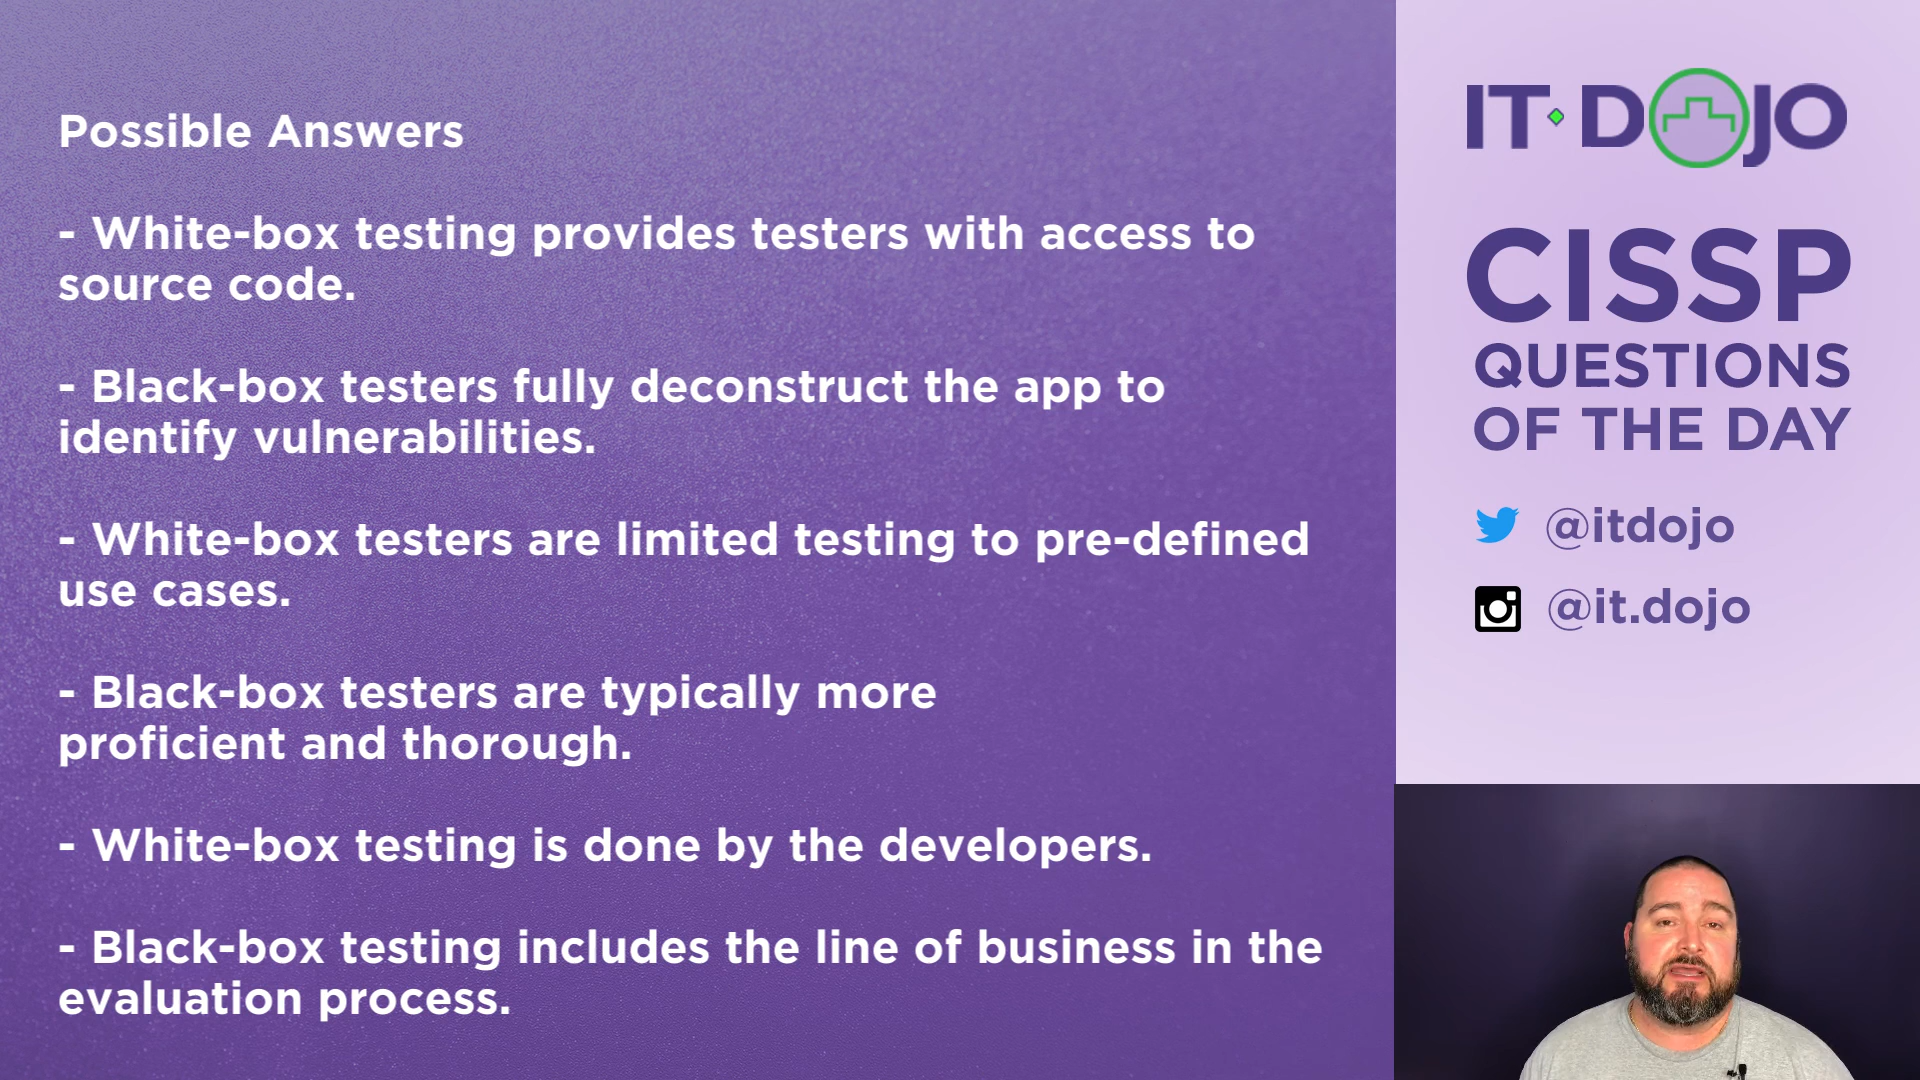 Possible Answers
- White-box testing provides testers with access to
source code.
- Black-box testers fully deconstruct the app to
identify vulnerabilities.
- White-box testers are limited testing to pre-defined
use cases.
- Black-box testers are typically more
proficient and thorough.
- White-box testing is done by the developers.
- Black-box testing includes the line of business in the
evaluation process.
IT DOJO
CISSP
QUESTIONS
OF THE DAY
@itdojo
@it.dojo